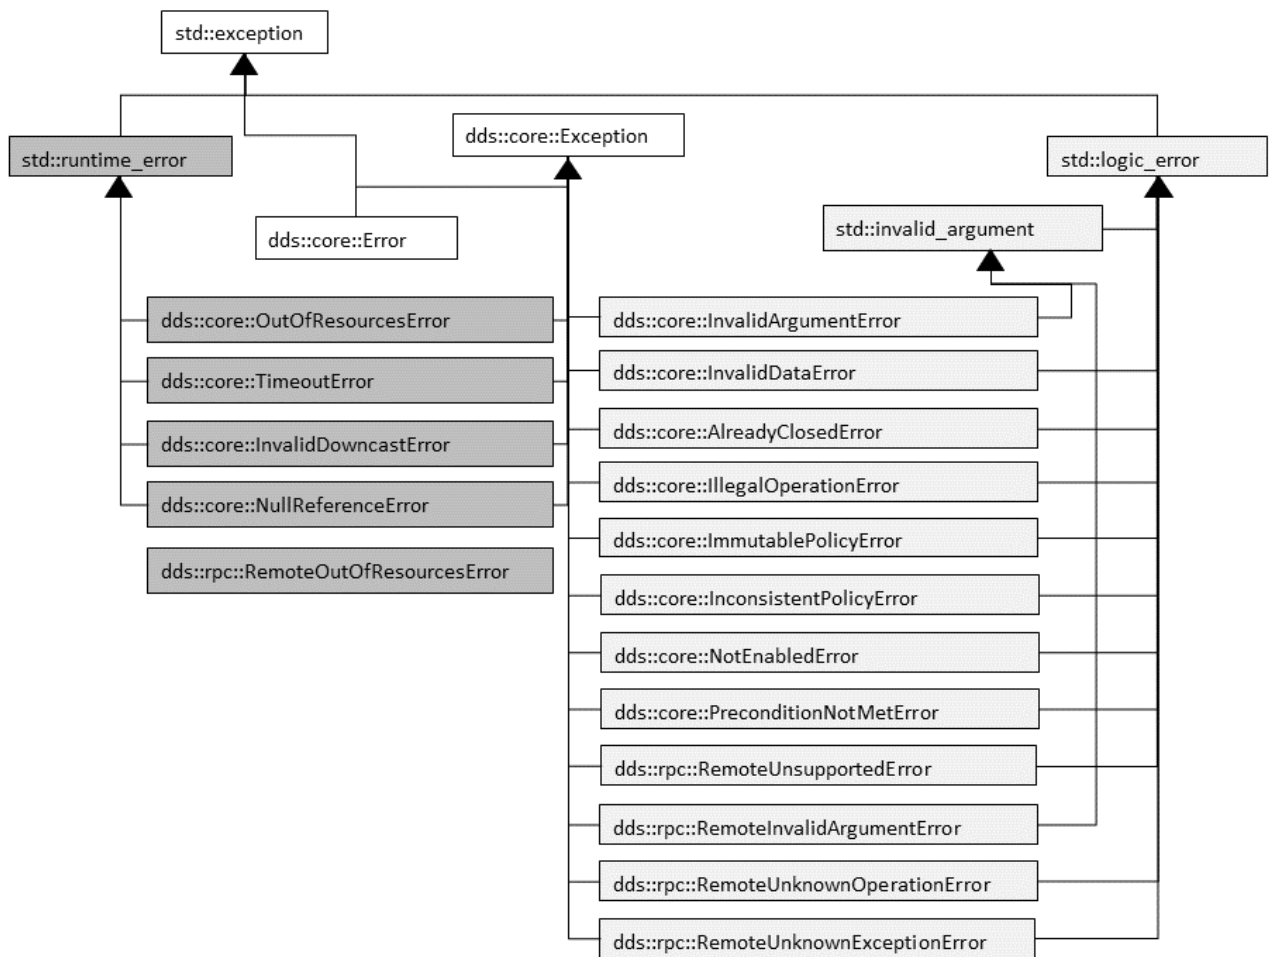 std::exception
dds::core::Exception
std::runtime_error
std::logic_error
std::invalid_argument
dds::core::Error
dds::core::OutOfResourcesError
dds::core::InvalidArgumentError
dds::core::TimeoutError
dds::core::InvalidDataError
dds::core::InvalidDowncastError
dds::core::AlreadyClosedError
dds::core::NullReferenceError
dds::core::IllegalOperationError
dds::core::ImmutablePolicyError
dds::rpc::RemoteOutOfResourcesError
dds::core::InconsistentPolicyError
dds::core::NotEnabledError
dds::core::PreconditionNotMetError
dds::rpc::RemoteUnsupportedError
dds::rpc::RemoteInvalidArgumentError
dds::rpc::RemoteUnknownOperationError
dds::rpc::RemoteUnknownExceptionError